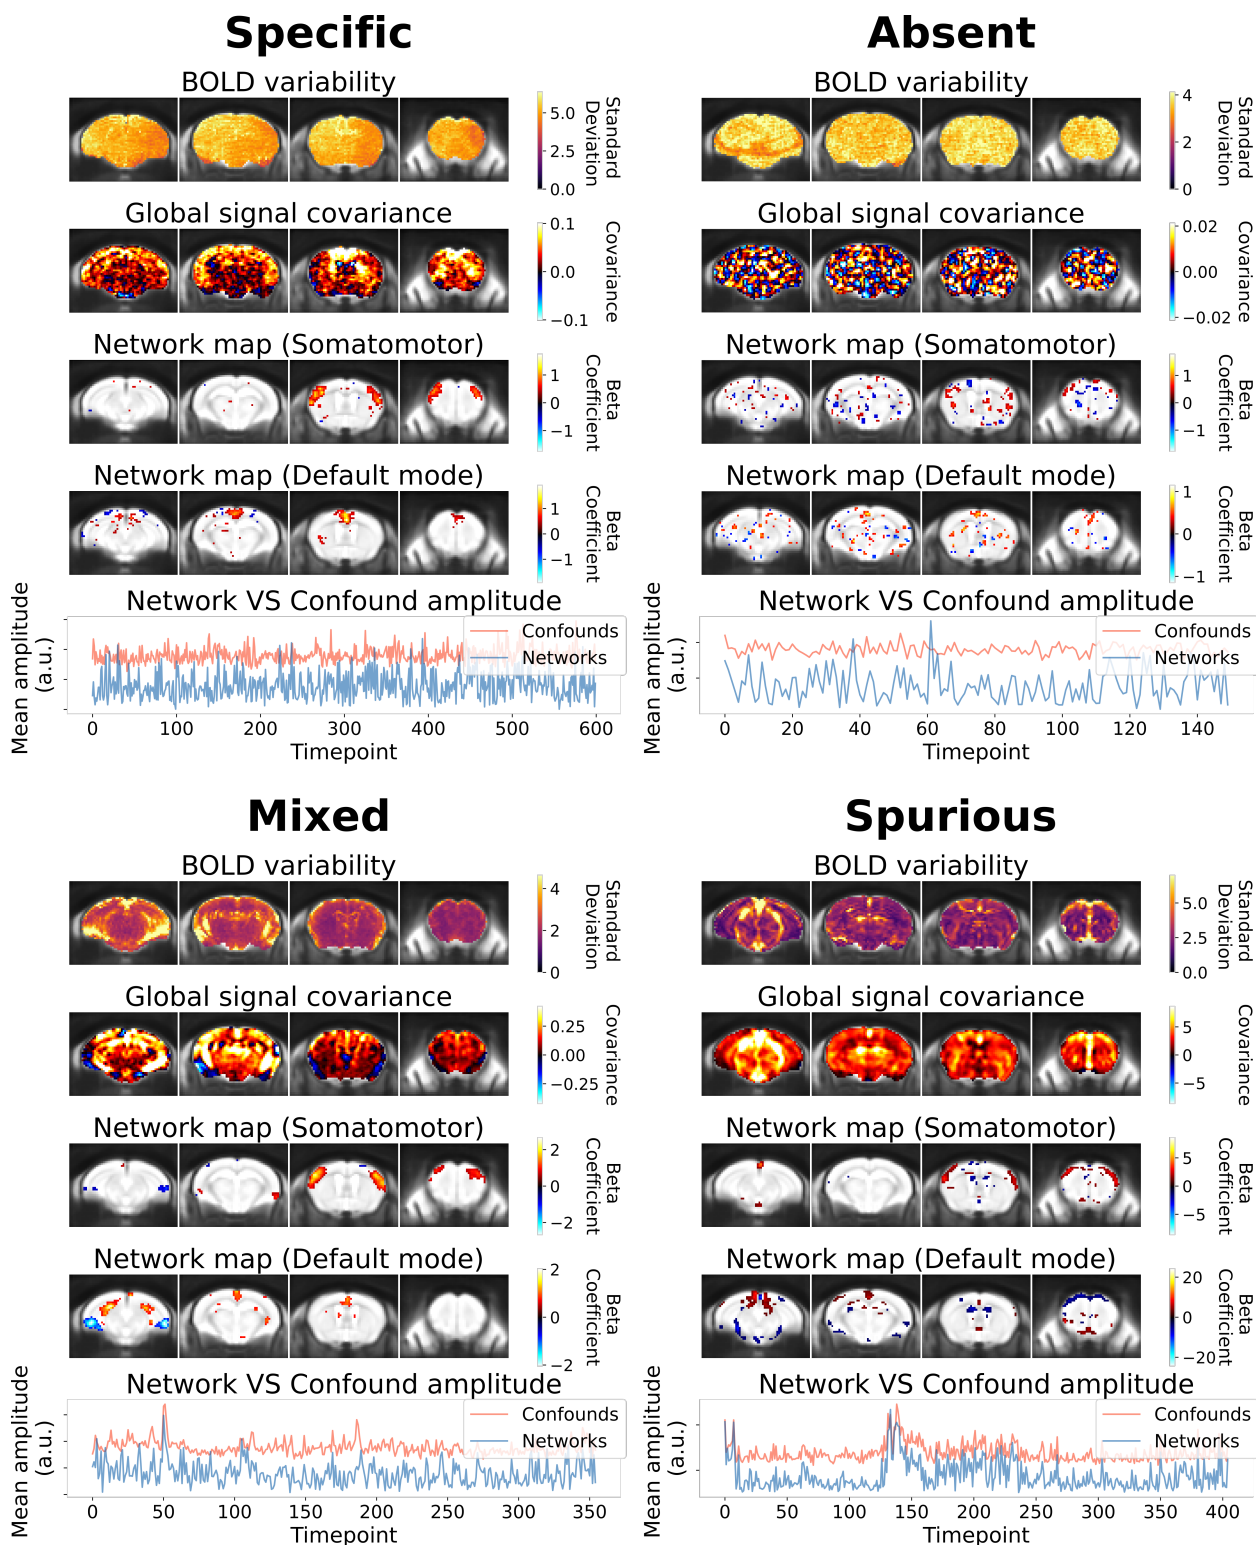 Specific
BOLD variability
5.0
2.5
0.0
Standard
Deviation
Global signal covariance
0.1
0.0
−0.1
Covariance
Network map (Somatomotor)
1
0
−1
Beta
Coefficient
Network map (Default mode)
1
0
−1
Beta
Coefficient
Network VS Confound amplitude
Mean amplitude
(a.u.)
Confounds
Networks
0 100 200 300 400 500 600
Timepoint
Absent
BOLD variability
4
2
0
Standard
Deviation
Global signal covariance
0.02
0.00
−0.02
Covariance
Network map (Somatomotor)
1
0
−1
Beta
Coefficient
Network map (Default mode)
1
0
−1
Beta
Coefficient
Network VS Confound amplitude
Mean amplitude
(a.u.)
Confounds
Networks
0 20 40 60 80 100 120 140
Timepoint
Mixed
BOLD variability
4
2
0
Standard
Deviation
Global signal covariance
0.25
0.00
−0.25
Covariance
Network map (Somatomotor)
2
0
−2
Beta
Coefficient
Network map (Default mode)
2
0
−2
Beta
Coefficient
Network VS Confound amplitude
Mean amplitude
(a.u.)
Confounds
Networks
0 50 100 150 200 250 300 350
Timepoint
Spurious
BOLD variability
5.0
2.5
0.0
Standard
Deviation
Global signal covariance
5
0
−5
Covariance
Network map (Somatomotor)
5
0
−5
Beta
Coefficient
Network map (Default mode)
20
0
−20
Beta
Coefficient
Network VS Confound amplitude
Mean amplitude
(a.u.)
Confounds
Networks
0 50 100 150 200 250 300 350 400
Timepoint